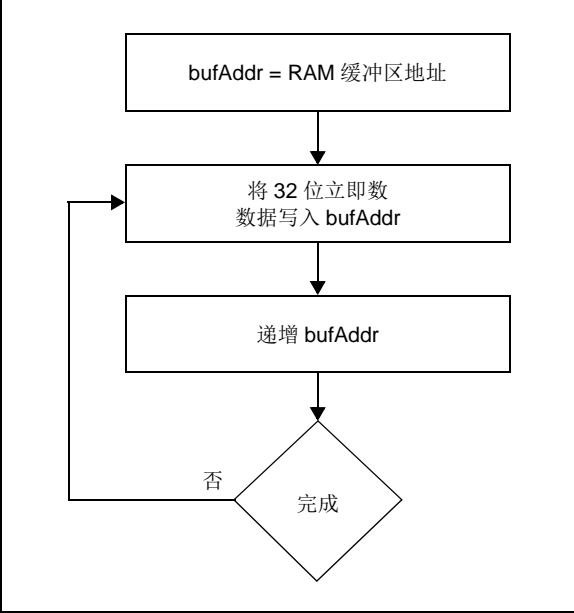 bufAddr = RAM 缓冲区地址
将 32 位立即数
数据写入 bufAddr
递增 bufAddr
否
完成